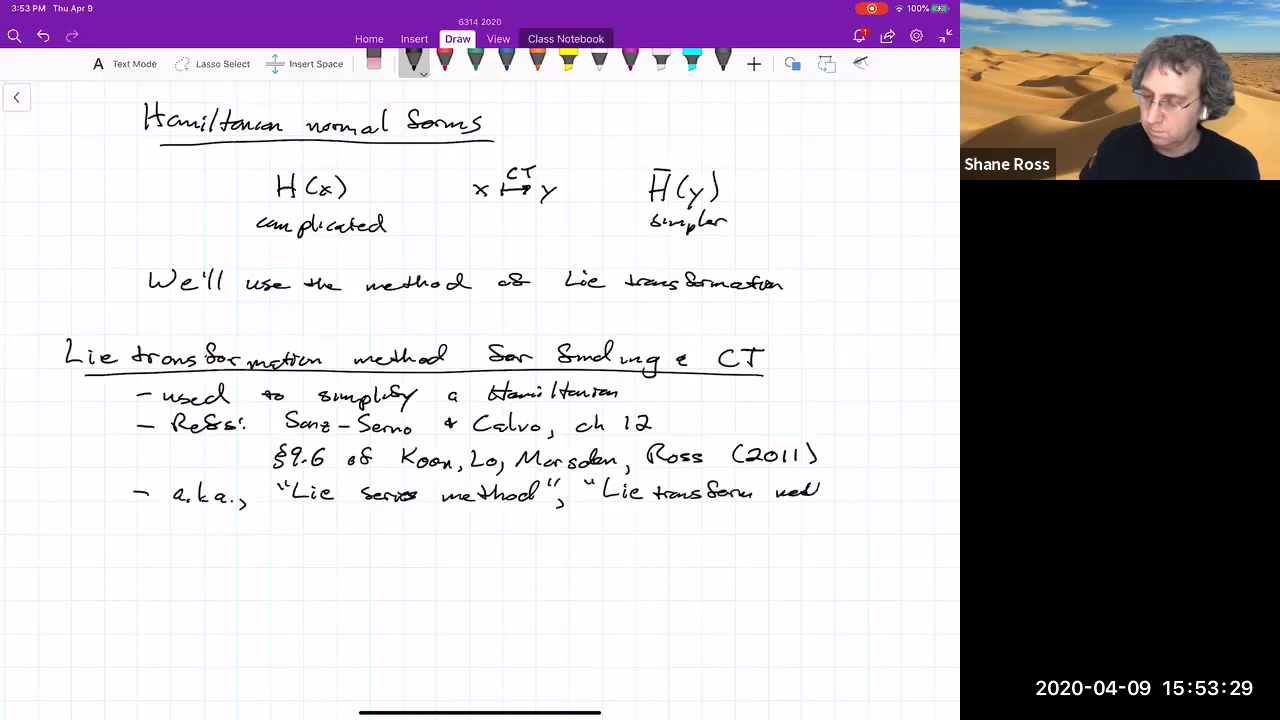 3:53 PM Thu Apr 9
100%
6314 2020
Home Insert Draw View Class Notebook
1
A Text Mode Lasso Select Insert Space
Hamiltonian normal forms
H(x) x CT ↦ y H̄(y)
complicated simpler
We'll use the method of Lie transformation
Lie transformation method for finding a CT
- used to simplify a Hamiltonian
- Refs: Sanz-Serno & Calvo, ch 12
§9.6 of Koon, Lo, Marsden, Ross (2011)
- a.k.a., "Lie series method", "Lie transform
Shane Ross
2020-04-09 15:53:29